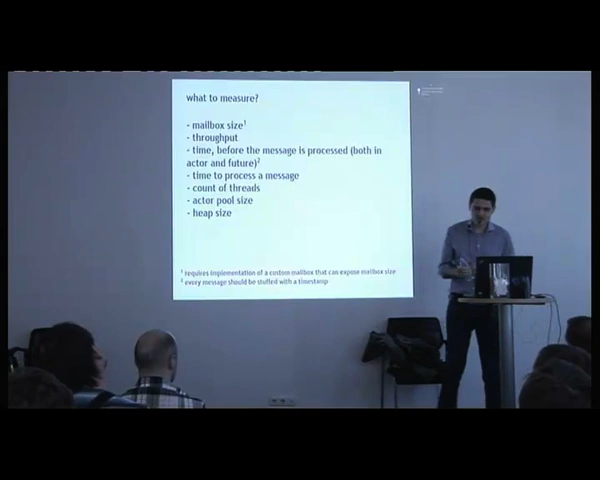 what to measure?
- mailbox size¹
- throughput
- time, before the message is processed (both in
actor and future)²
- time to process a message
- count of threads
- actor pool size
- heap size
¹ requires implementation of a custom mailbox that can expose mailbox size
² every message should be stuffed with a timestamp